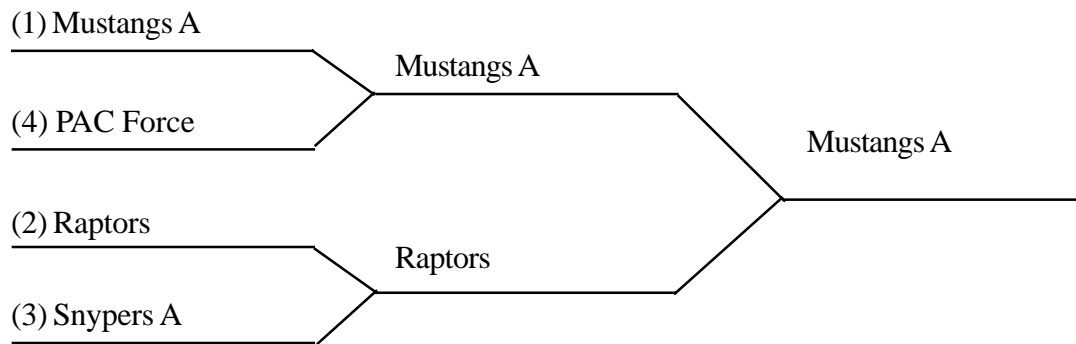 (1) Mustangs A
Mustangs A
(4) PAC Force
Mustangs A
(2) Raptors
Raptors
(3) Snypers A